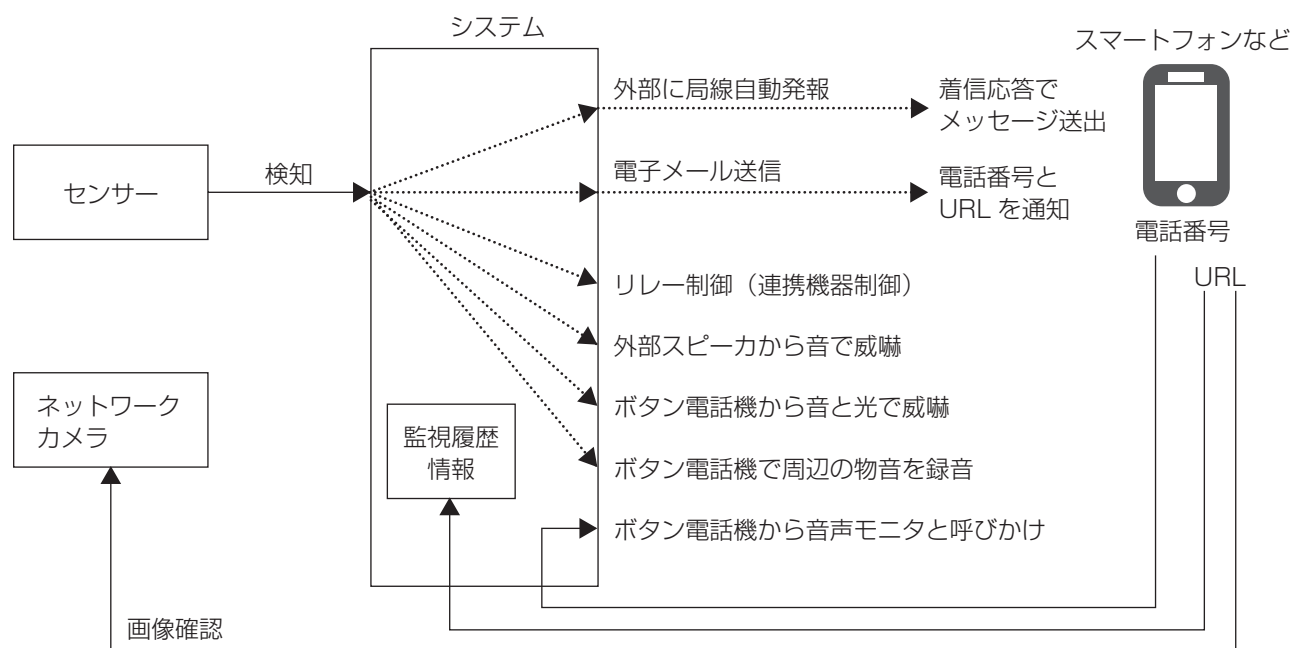 システム
スマートフォンなど
外部に局線自動発報
着信応答で
メッセージ送出
センサー
検知
電子メール送信
電話番号と
URL を通知
電話番号
URL
リレー制御（連携機器制御）
外部スピーカから音で威嚇
ネットワーク
カメラ
ボタン電話機から音と光で威嚇
監視履歴
情報
ボタン電話機で周辺の物音を録音
ボタン電話機から音声モニタと呼びかけ
画像確認